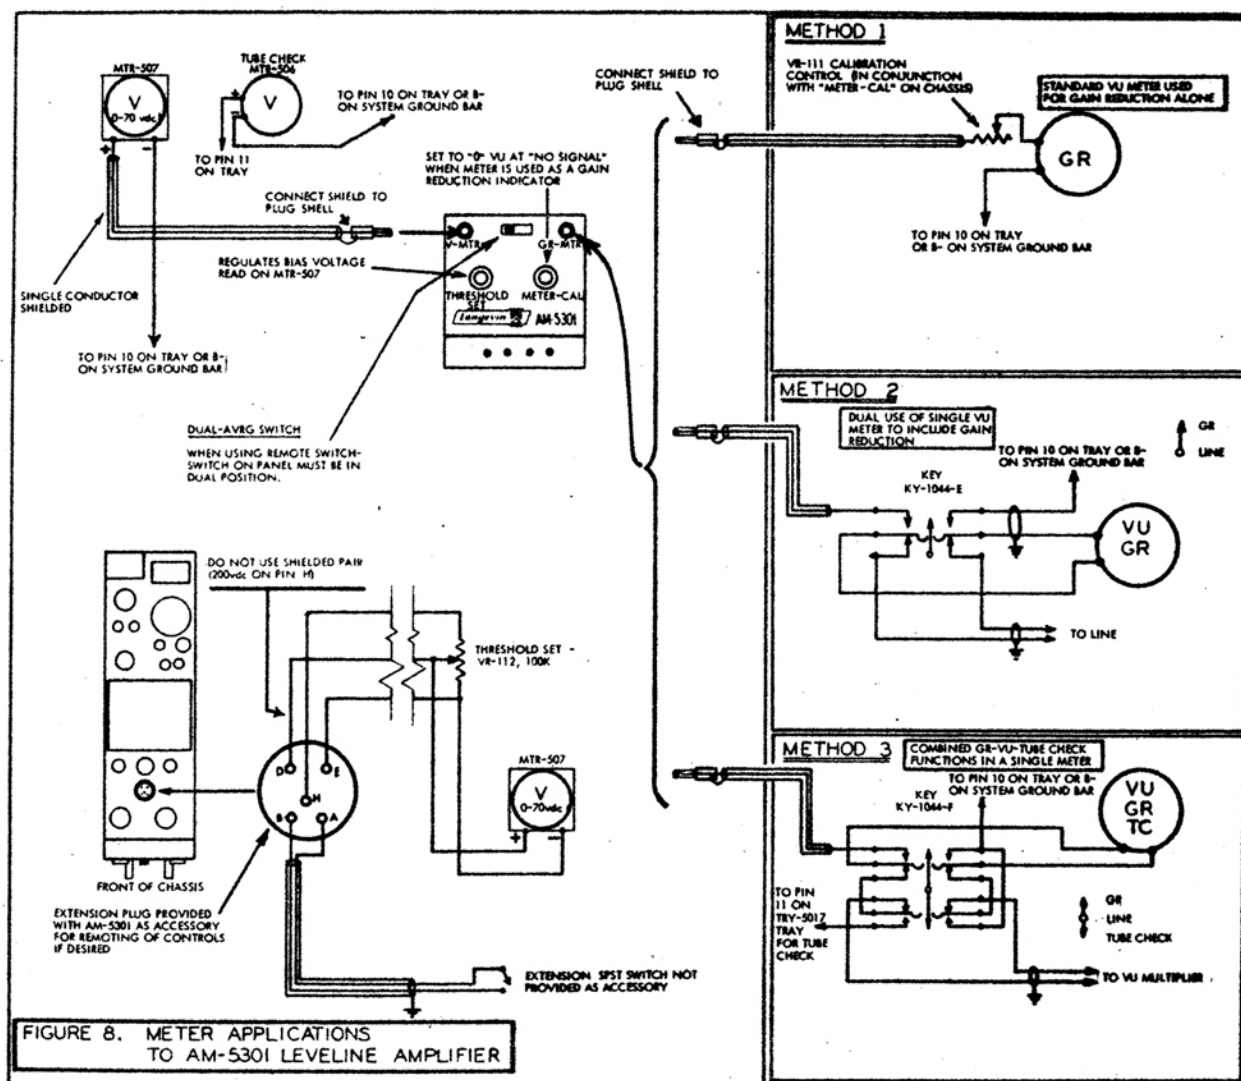 MTR-507
V
0-70 vdc
+
−
TUBE CHECK
MTR-506
V
+
TO PIN 10 ON TRAY OR B-
ON SYSTEM GROUND BAR
TO PIN 11
ON TRAY
CONNECT SHIELD TO
PLUG SHELL
SINGLE CONDUCTOR
SHIELDED
TO PIN 10 ON TRAY OR B-
ON SYSTEM GROUND BAR
SET TO "0" VU AT "NO SIGNAL"
WHEN METER IS USED AS A GAIN
REDUCTION INDICATOR
V-MTR
GR-MTR
REGULATES BIAS VOLTAGE
READ ON MTR-507
THRESHOLD
SET
METER-CAL
Langevin
AM-5301
DUAL-AVRG SWITCH
WHEN USING REMOTE SWITCH-
SWITCH ON PANEL MUST BE IN
DUAL POSITION.
CONNECT SHIELD TO
PLUG SHELL
METHOD 1
VR-111 CALIBRATION
CONTROL (IN CONJUNCTION
WITH "METER-CAL" ON CHASSIS)
STANDARD VU METER USED
FOR GAIN REDUCTION ALONE
GR
TO PIN 10 ON TRAY
OR B- ON SYSTEM GROUND BAR
METHOD 2
DUAL USE OF SINGLE VU
METER TO INCLUDE GAIN
REDUCTION
GR
LINE
TO PIN 10 ON TRAY OR B-
ON SYSTEM GROUND BAR
KEY
KY-1044-E
VU
GR
TO LINE
METHOD 3
COMBINED GR-VU-TUBE CHECK
FUNCTIONS IN A SINGLE METER
TO PIN 10 ON TRAY OR B-
ON SYSTEM GROUND BAR
KEY
KY-1044-F
VU
GR
TC
TO PIN
11 ON
TRY-5017
TRAY
FOR TUBE
CHECK
GR
LINE
TUBE CHECK
TO VU MULTIPLIER
DO NOT USE SHIELDED PAIR
(200vdc ON PIN H)
THRESHOLD SET -
VR-112, 100K
D
E
H
B
A
MTR-507
V
0-70vdc
+
−
FRONT OF CHASSIS
EXTENSION PLUG PROVIDED
WITH AM-5301 AS ACCESSORY
FOR REMOTING OF CONTROLS
IF DESIRED
EXTENSION SPST SWITCH NOT
PROVIDED AS ACCESSORY
FIGURE 8. METER APPLICATIONS
TO AM-5301 LEVELINE AMPLIFIER